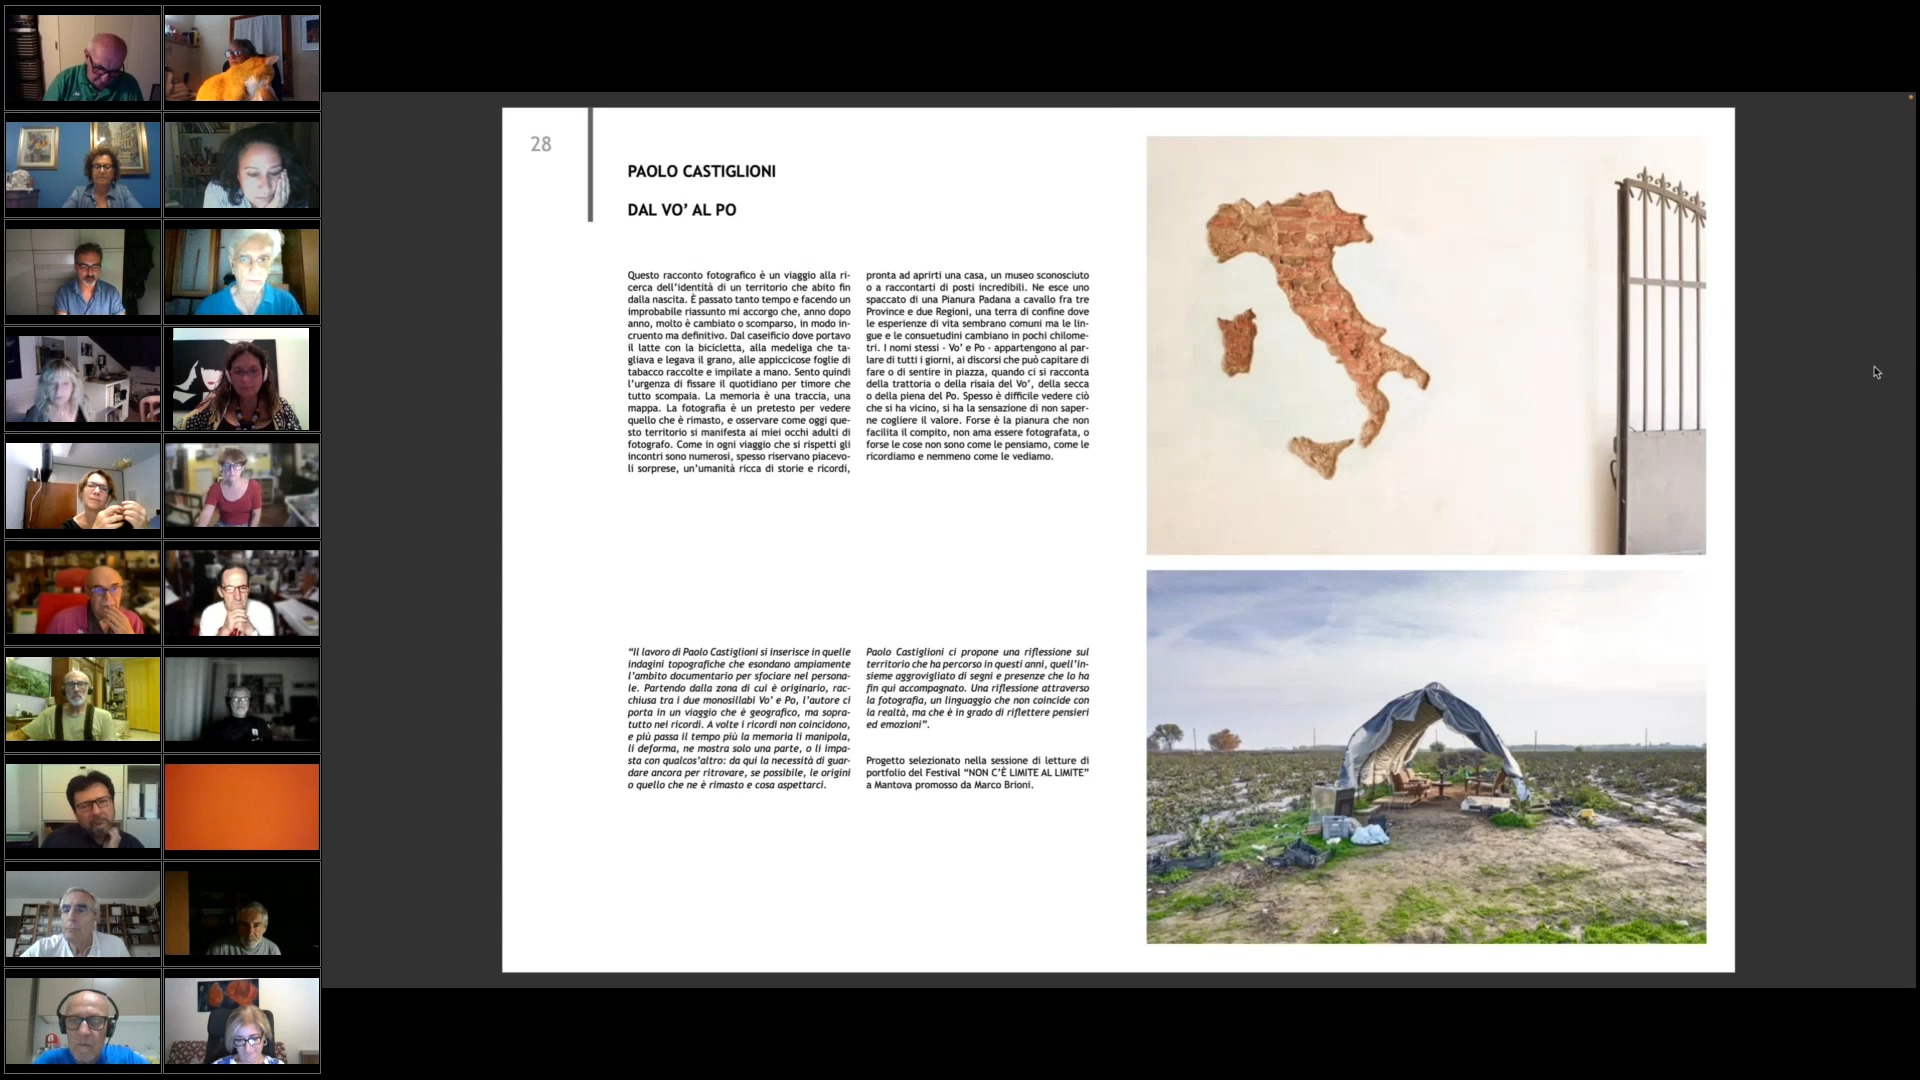 28
PAOLO CASTIGLIONI
DAL VO’ AL PO
Questo racconto fotografico è un viaggio alla ri-
cerca dell’identità di un territorio che abito fin
dalla nascita. È passato tanto tempo e facendo un
improbabile riassunto mi accorgo che, anno dopo
anno, molto è cambiato o scomparso, in modo in-
cruento ma definitivo. Dal caseificio dove portavo
il latte con la bicicletta, alla medeliga che ta-
gliava e legava il grano, alle appiccicose foglie di
tabacco raccolte e impilate a mano. Sento quindi
l’urgenza di fissare il quotidiano per timore che
tutto scompaia. La memoria è una traccia, una
mappa. La fotografia è un pretesto per vedere
quello che è rimasto, e osservare come oggi que-
sto territorio si manifesta ai miei occhi adulti di
fotografo. Come in ogni viaggio che si rispetti gli
incontri sono numerosi, spesso riservano piacevo-
li sorprese, un’umanità ricca di storie e ricordi,
pronta ad aprirti una casa, un museo sconosciuto
o a raccontarti di posti incredibili. Ne esce uno
spaccato di una Pianura Padana a cavallo fra tre
Province e due Regioni, una terra di confine dove
le esperienze di vita sembrano comuni ma le lin-
gue e le consuetudini cambiano in pochi chilome-
tri. I nomi stessi - Vo’ e Po - appartengono al par-
lare di tutti i giorni, ai discorsi che può capitare di
fare o di sentire in piazza, quando ci si racconta
della trattoria o della risaia del Vo’, della secca
o della piena del Po. Spesso è difficile vedere ciò
che si ha vicino, si ha la sensazione di non saper-
ne cogliere il valore. Forse è la pianura che non
facilita il compito, non ama essere fotografata, o
forse le cose non sono come le pensiamo, come le
ricordiamo e nemmeno come le vediamo.
“Il lavoro di Paolo Castiglioni si inserisce in quelle
indagini topografiche che esondano ampiamente
l’ambito documentario per sfociare nel persona-
le. Partendo dalla zona di cui è originario, rac-
chiusa tra i due monosillabi Vo’ e Po, l’autore ci
porta in un viaggio che è geografico, ma sopra-
tutto nei ricordi. A volte i ricordi non coincidono,
e più passa il tempo più la memoria li manipola,
li deforma, ne mostra solo una parte, o li impa-
sta con qualcos’altro: da qui la necessità di guar-
dare ancora per ritrovare, se possibile, le origini
o quello che ne è rimasto e cosa aspettarci.
Paolo Castiglioni ci propone una riflessione sul
territorio che ha percorso in questi anni, quell’in-
sieme aggrovigliato di segni e presenze che lo ha
fin qui accompagnato. Una riflessione attraverso
la fotografia, un linguaggio che non coincide con
la realtà, ma che è in grado di riflettere pensieri
ed emozioni”.
Progetto selezionato nella sessione di letture di
portfolio del Festival “NON C’È LIMITE AL LIMITE”
a Mantova promosso da Marco Brioni.